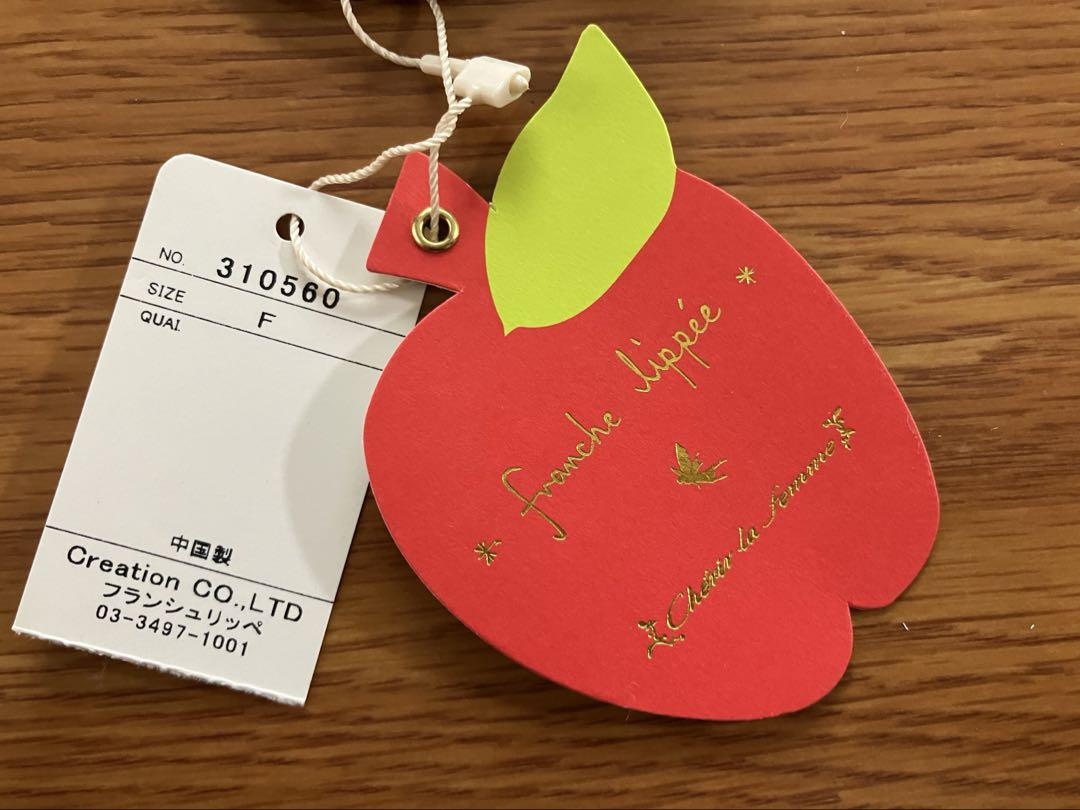 NO. 310560
SIZE F
QUAL
中国製
Creation CO.,LTD
フランシュリッペ
03-3497-1001
franche lippée
Chérir la femme